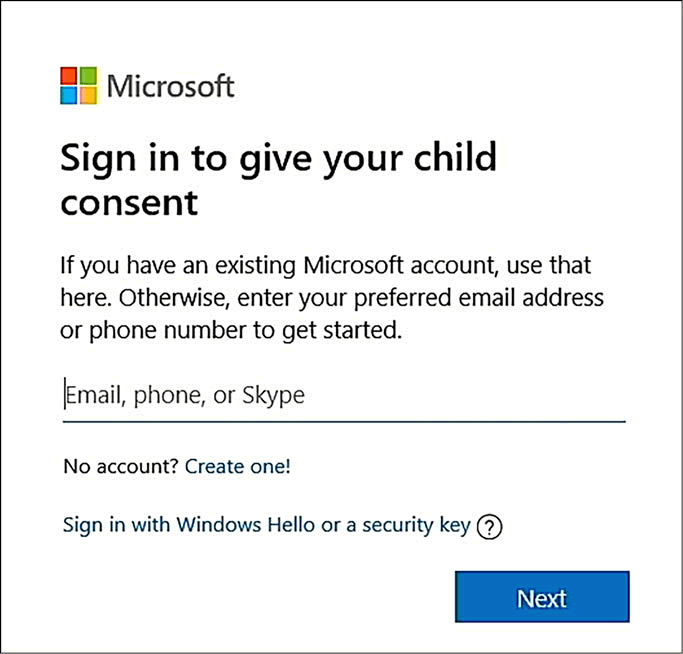 Microsoft
Sign in to give your child
consent
If you have an existing Microsoft account, use that
here. Otherwise, enter your preferred email address
or phone number to get started.
Email, phone, or Skype
No account? Create one!
Sign in with Windows Hello or a security key ?
Next